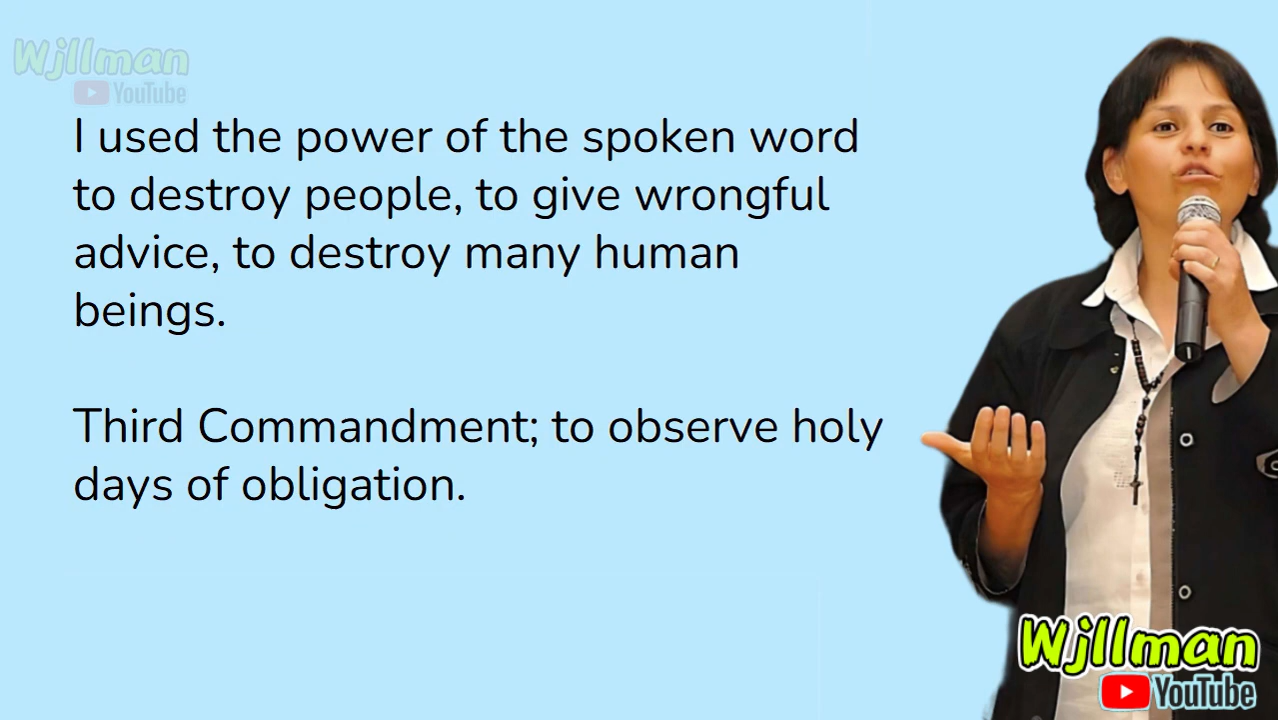 Wjllman
YouTube
I used the power of the spoken word
to destroy people, to give wrongful
advice, to destroy many human
beings.
Third Commandment; to observe holy
days of obligation.
Wjllman
YouTube